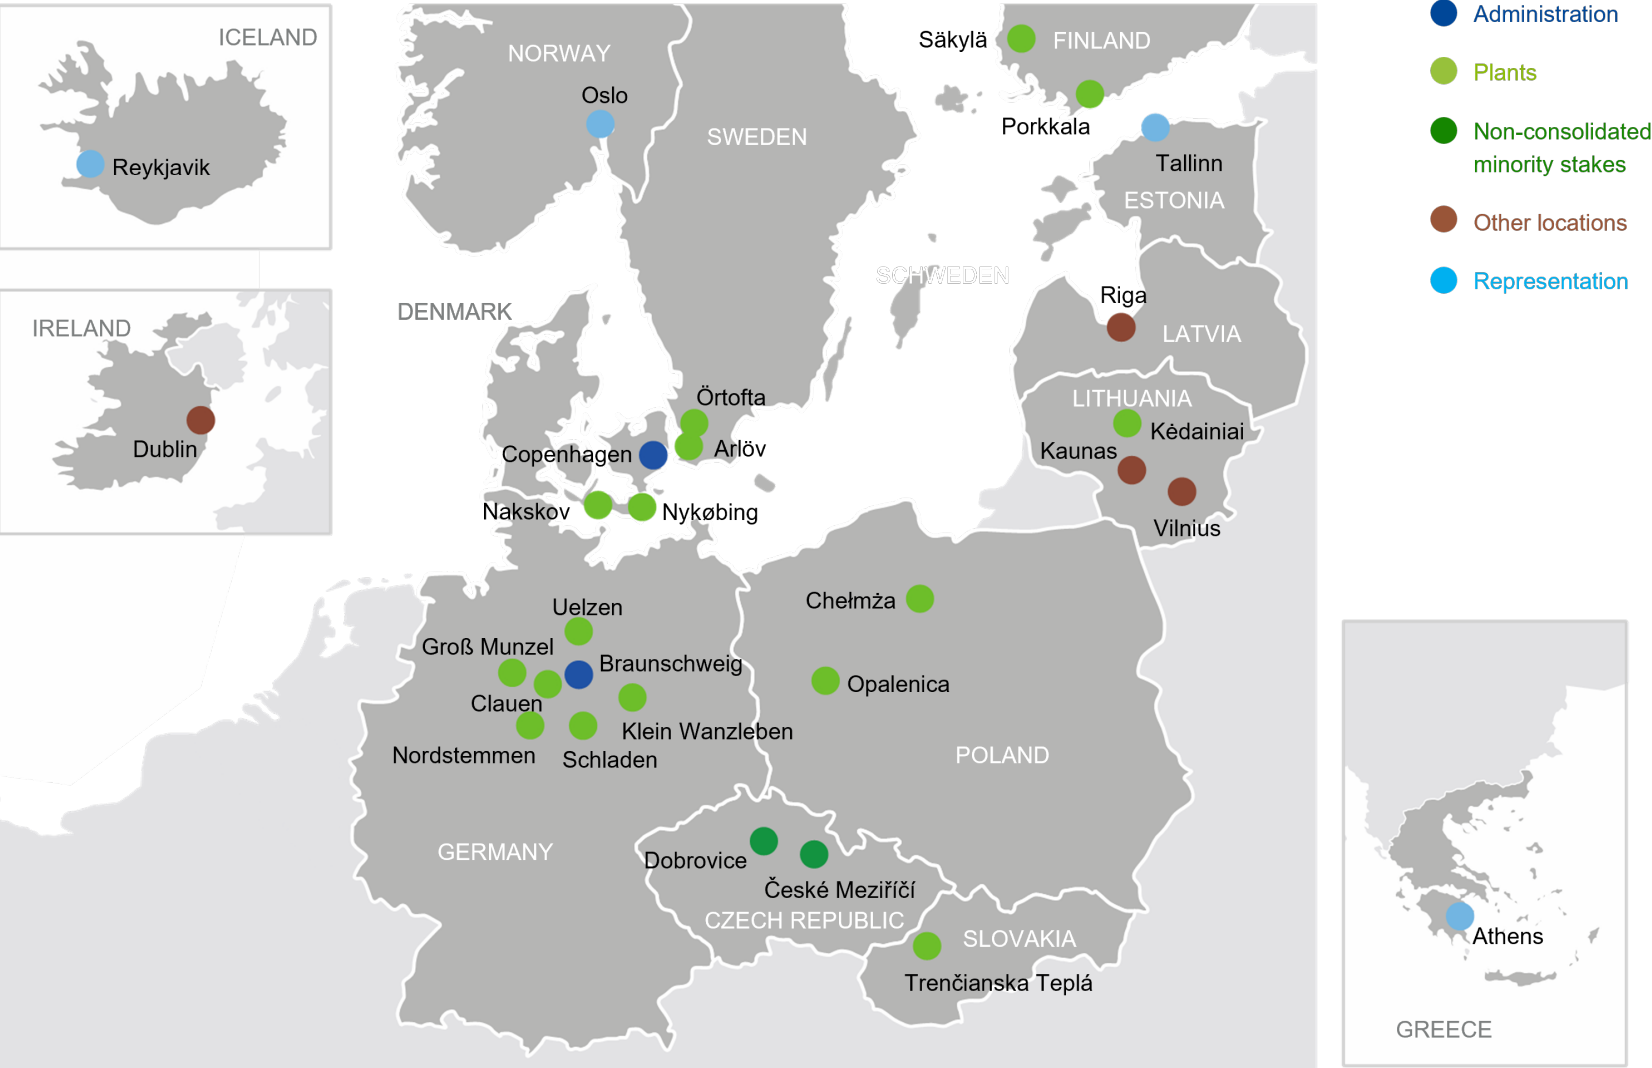 ICELAND
Reykjavik
IRELAND
Dublin
NORWAY
Oslo
SWEDEN
Säkylä
FINLAND
Porkkala
Tallinn
ESTONIA
SCHWEDEN
Riga
LATVIA
DENMARK
LITHUANIA
Kėdainiai
Kaunas
Vilnius
Örtofta
Arlöv
Copenhagen
Nakskov
Nykøbing
Chełmża
Uelzen
Groß Munzel
Braunschweig
Opalenica
Clauen
Klein Wanzleben
Nordstemmen
Schladen
POLAND
GERMANY
Dobrovice
České Meziříčí
CZECH REPUBLIC
SLOVAKIA
Trenčianska Teplá
Athens
GREECE
Administration
Plants
Non-consolidated
minority stakes
Other locations
Representation